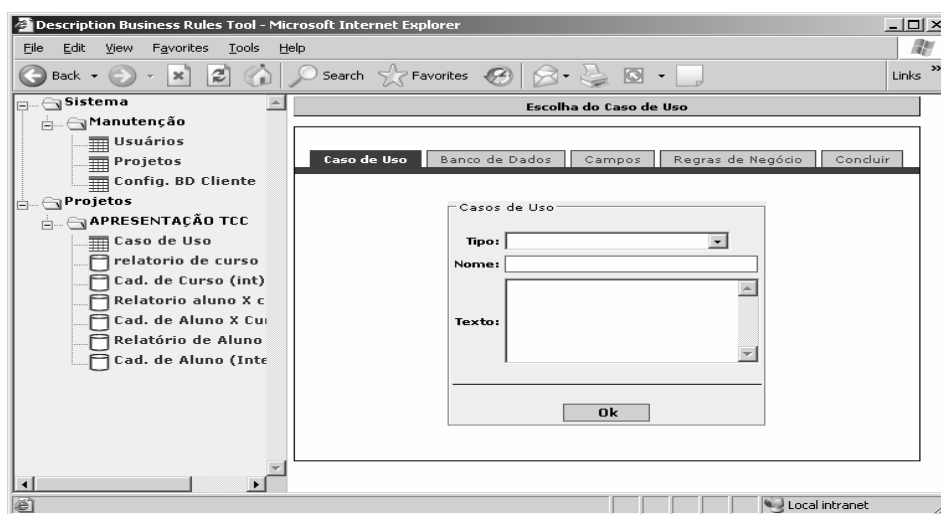 Description Business Rules Tool - Microsoft Internet Explorer
File Edit View Favorites Tools Help
Back Search Favorites Links »
Sistema
Manutenção
Usuários
Projetos
Config. BD Cliente
Projetos
APRESENTAÇÃO TCC
Caso de Uso
relatorio de curso
Cad. de Curso (int)
Relatorio aluno X c
Cad. de Aluno X Cu
Relatório de Aluno
Cad. de Aluno (Inte
Escolha do Caso de Uso
Caso de Uso Banco de Dados Campos Regras de Negócio Concluir
Casos de Uso
Tipo:
Nome:
Texto:
Ok
Local intranet